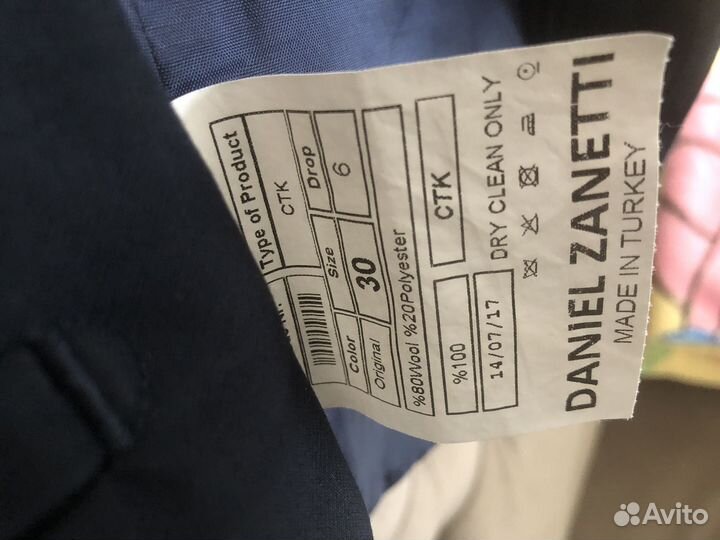 Type of Product
CTK
Size Drop
30 6
Color
Original
%80Wool %20Polyester
%100 CTK
14/07/17 DRY CLEAN ONLY
DANIEL ZANETTI
MADE IN TURKEY
Avito